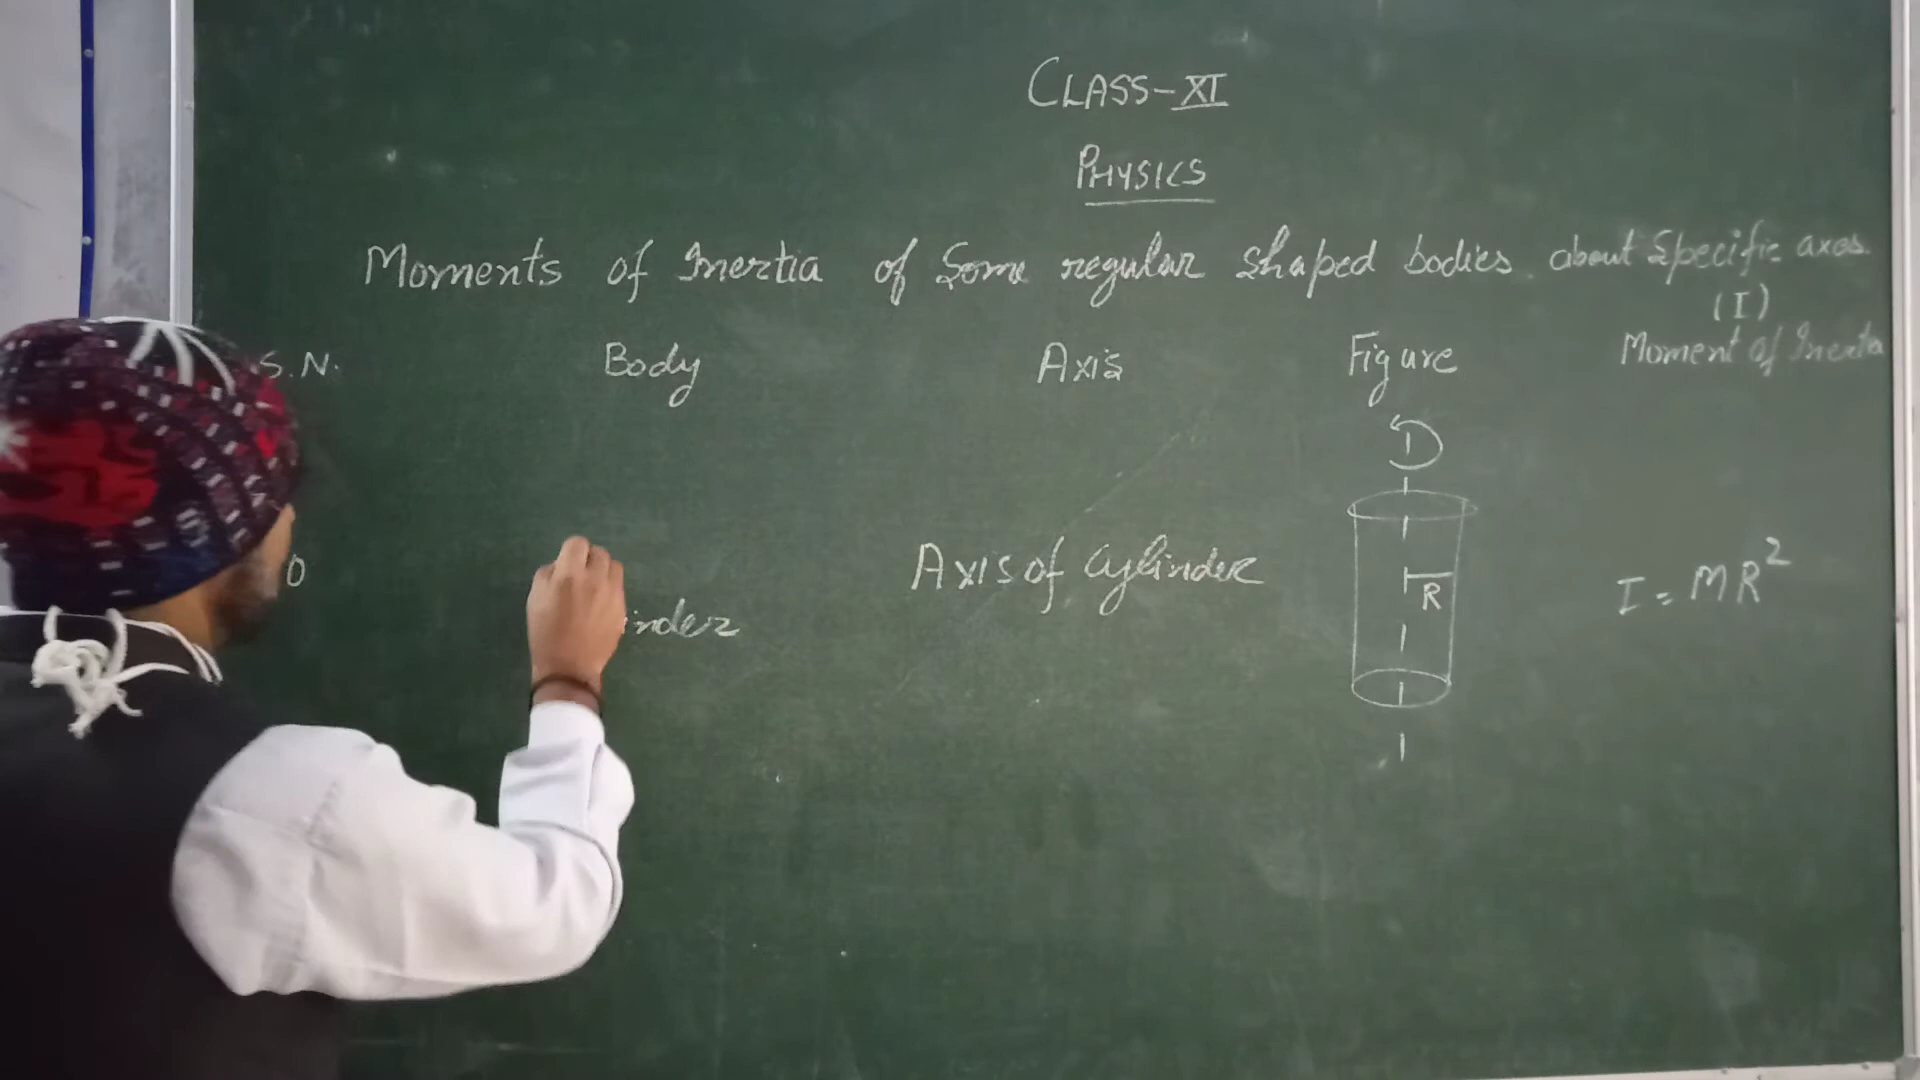 CLASS-XI
PHYSICS
Moments of Inertia of Some regular shaped bodies about Specific axes.
(I)
S.N. Body Axis Figure Moment of Inertia
Axis of Cylinder
R
I = MR²